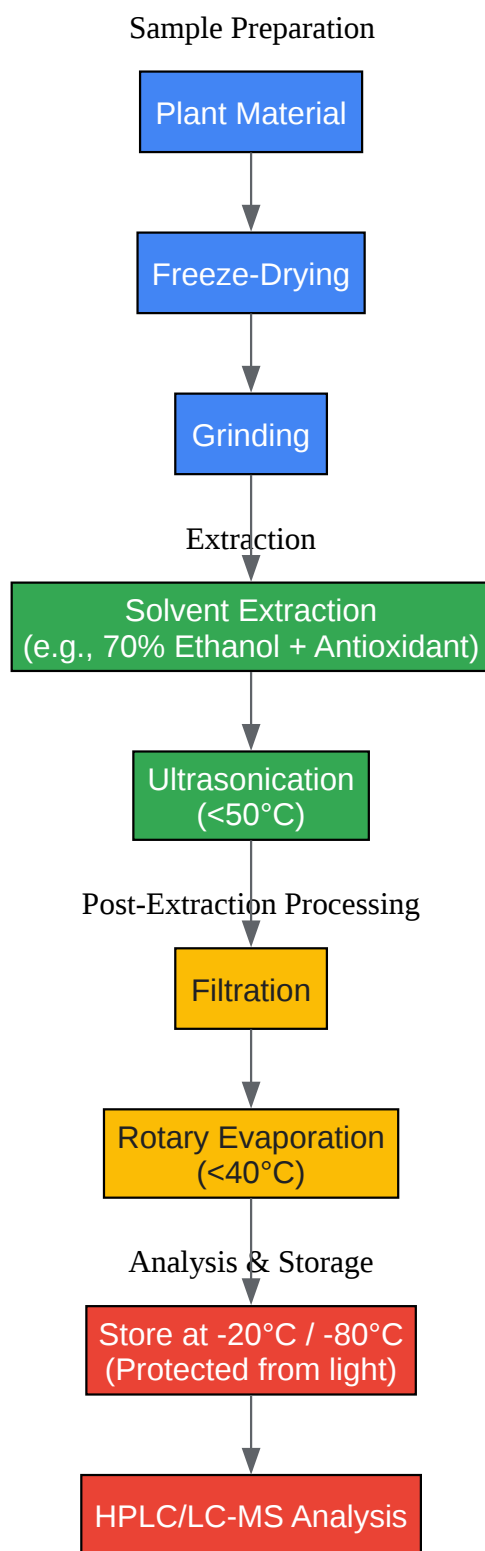 Sample Preparation
Plant Material
Freeze-Drying
Grinding
Extraction
Solvent Extraction
(e.g., 70% Ethanol + Antioxidant)
Ultrasonication
(<50°C)
Post-Extraction Processing
Filtration
Rotary Evaporation
(<40°C)
Analysis & Storage
Store at -20°C / -80°C
(Protected from light)
HPLC/LC-MS Analysis